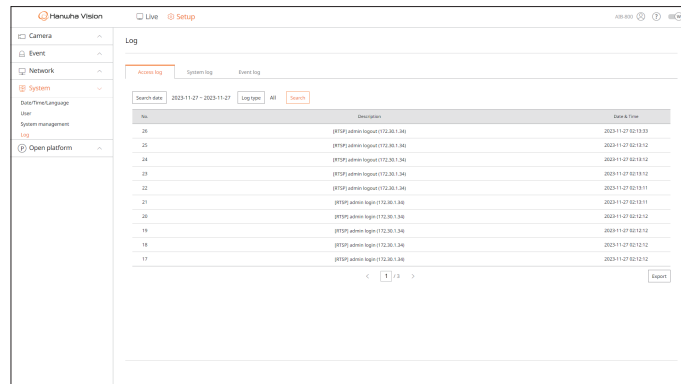 Hanwha Vision
Live
Setup
AIB-800
Camera
Event
Network
System
Date/Time/Language
User
System management
Log
Open platform
Log
Access log
System log
Event log
Search date 2023-11-27 ~ 2023-11-27 Log type All Search
No. Description Date & Time
26 [RTSP] admin logout (172.30.1.34) 2023-11-27 02:13:33
25 [RTSP] admin logout (172.30.1.34) 2023-11-27 02:13:12
24 [RTSP] admin logout (172.30.1.34) 2023-11-27 02:13:12
23 [RTSP] admin logout (172.30.1.34) 2023-11-27 02:13:12
22 [RTSP] admin logout (172.30.1.34) 2023-11-27 02:13:11
21 [RTSP] admin login (172.30.1.34) 2023-11-27 02:13:11
20 [RTSP] admin login (172.30.1.34) 2023-11-27 02:12:12
19 [RTSP] admin login (172.30.1.34) 2023-11-27 02:12:12
18 [RTSP] admin login (172.30.1.34) 2023-11-27 02:12:12
17 [RTSP] admin login (172.30.1.34) 2023-11-27 02:12:12
< 1 / 3 >
Export